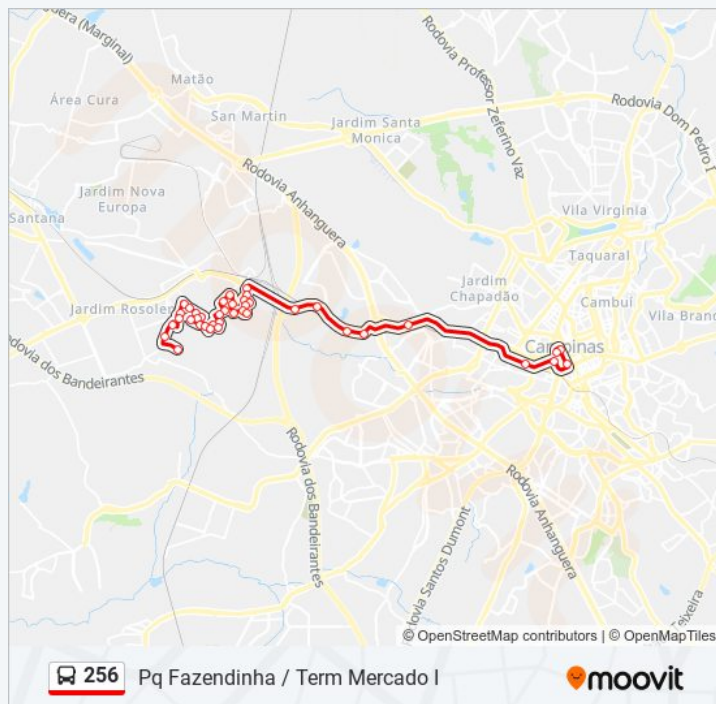 guera (Marginal)
Matão
Área Cura
San Martin
Rodovia Professor Zeferino Vaz
Rodovia Dom Pedro I
Jardim Santa
Monica
Rodovia Anhanguera
Jardim Nova
Europa
Santana
Vila Virginia
Taquaral
Jardim
Chapadão
Cambuí
Jardim Rosolen
Vila Brand
Campinas
Rodovia dos Bandeirantes
Rodovia dos Bandeirantes
Rodovia Anhanguera
Rodovia Santos Dumont
Teixeira
© OpenStreetMap contributors | © OpenMapTiles
256 Pq Fazendinha / Term Mercado I
moovit